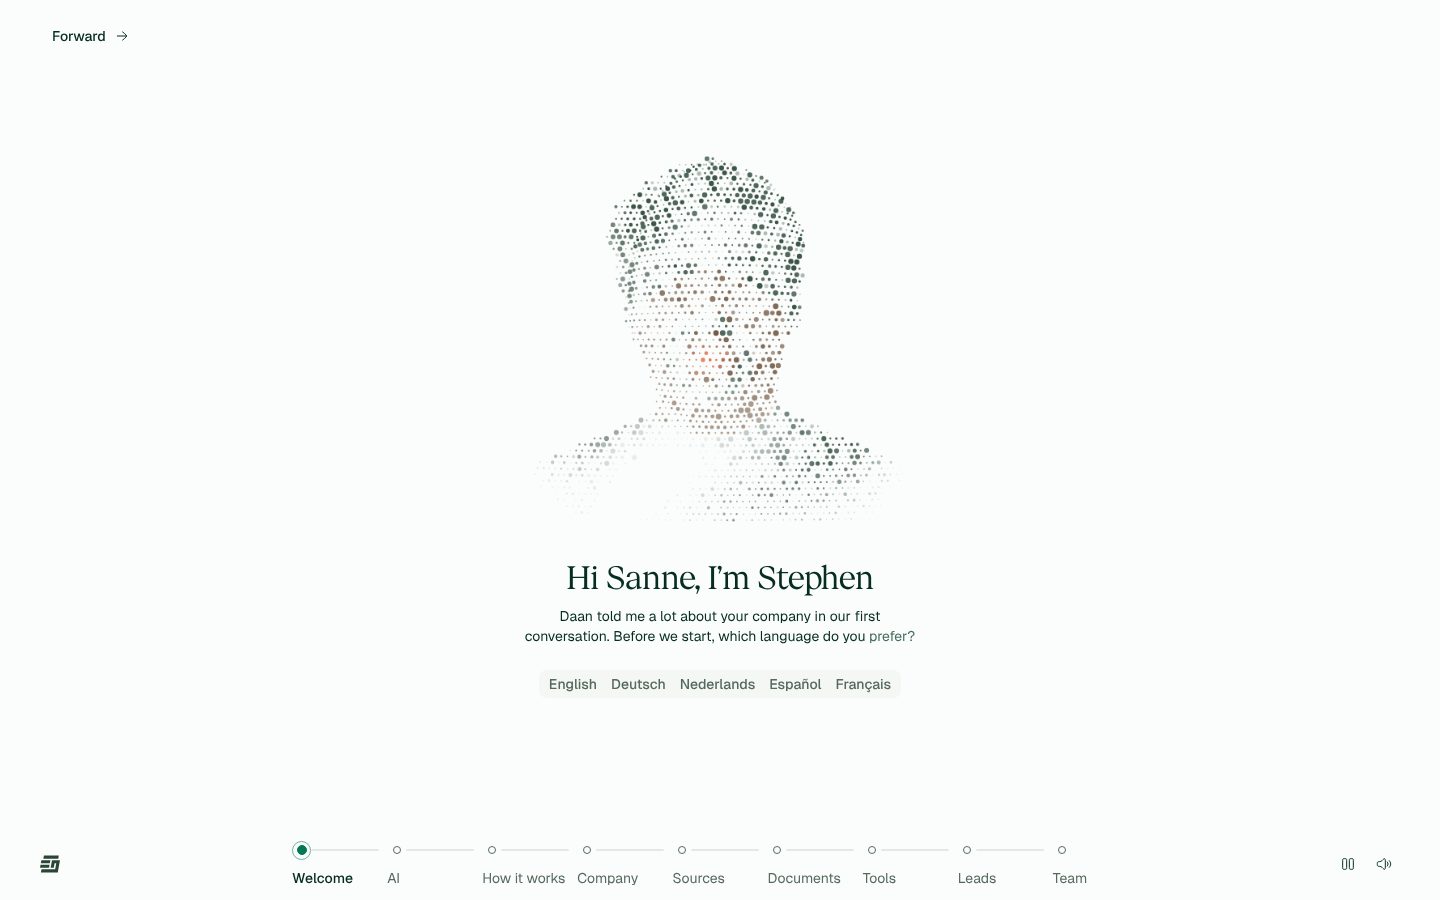 Forward
Hi Sanne, I'm Stephen
Daan told me a lot about your company in our first
conversation. Before we start, which language do you prefer?
English Deutsch Nederlands Español Français
Welcome AI How it works Company Sources Documents Tools Leads Team